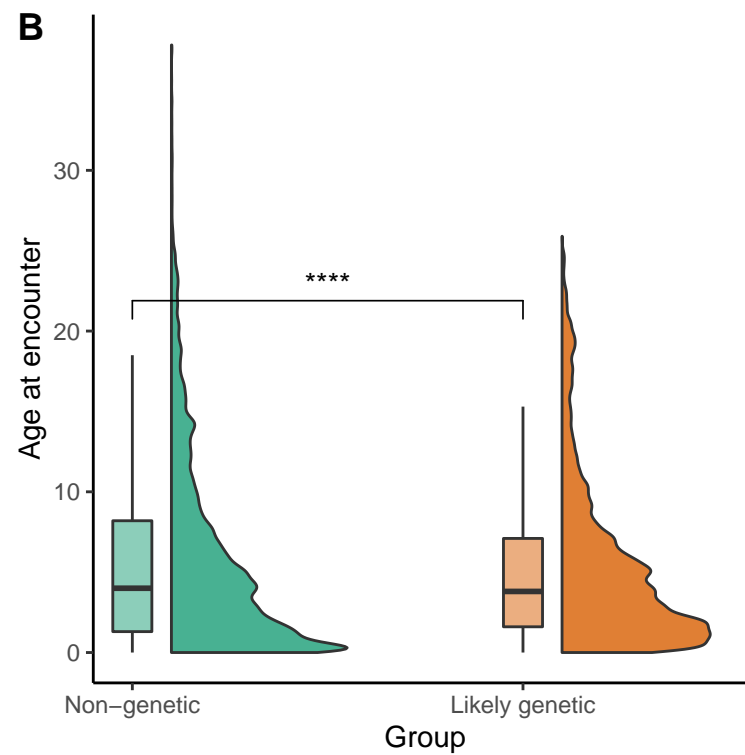 B
Age at encounter
30
20
10
0
****
Non−genetic
Likely genetic
Group